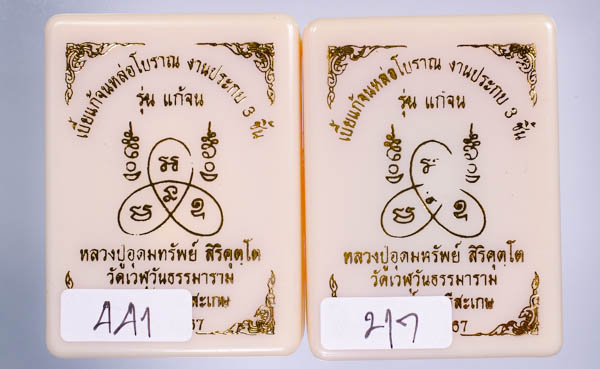 เบี้ยแก้จนหล่อโบราณ งานประกบ 3 ชิ้น
รุ่น แก้จน
หลวงปู่อุดมทรัพย์ สิริคุตฺโต
วัดเวฬุวันธรรมาราม
เบี้ยแก้จนหล่อโบราณ งานประกบ 3 ชิ้น
รุ่น แก้จน
หลวงปู่อุดมทรัพย์ สิริคุตฺโต
วัดเวฬุวันธรรมาราม